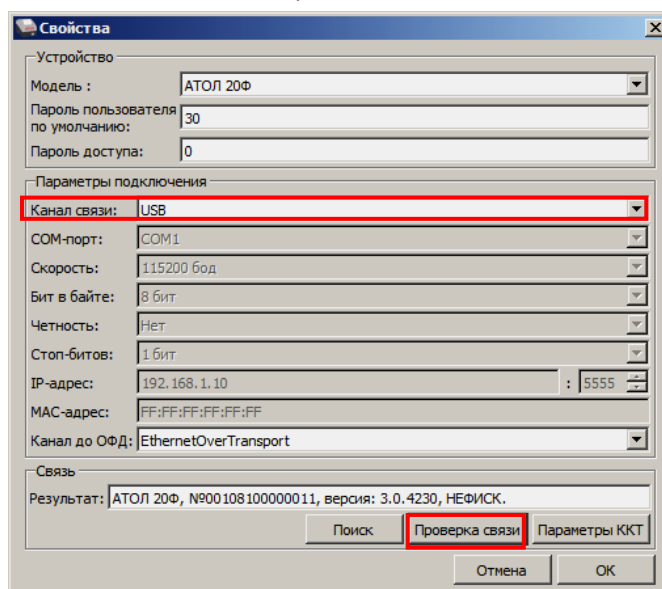 Свойства
Устройство
Модель : АТОЛ 20Ф
Пароль пользователя
по умолчанию: 30
Пароль доступа: 0
Параметры подключения
Канал связи: USB
COM-порт: COM1
Скорость: 115200 бод
Бит в байте: 8 бит
Четность: Нет
Стоп-битов: 1 бит
IP-адрес: 192.168.1.10 : 5555
MAC-адрес: FF:FF:FF:FF:FF:FF
Канал до ОФД: EthernetOverTransport
Связь
Результат: АТОЛ 20Ф, №00108100000011, версия: 3.0.4230, НЕФИСК.
Поиск Проверка связи Параметры ККТ
Отмена ОК